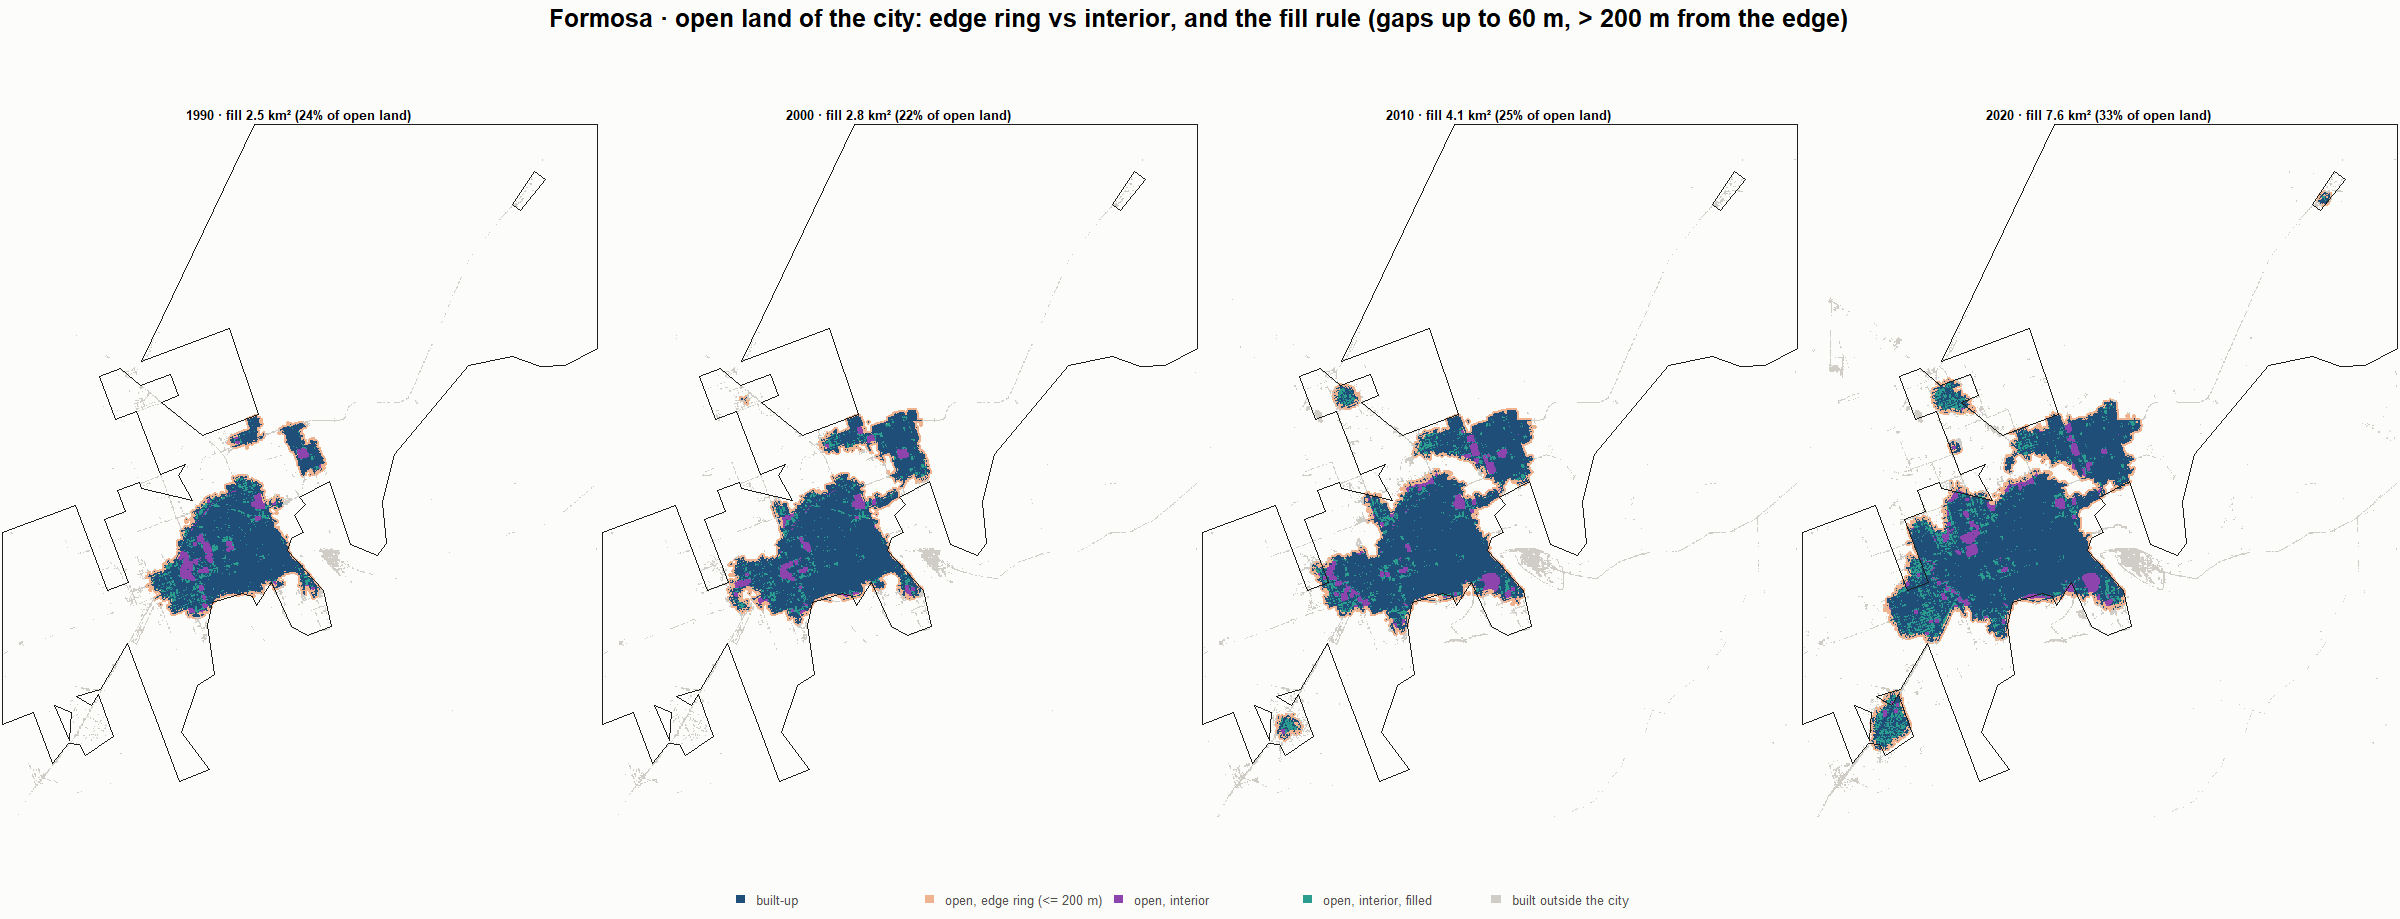 Formosa · open land of the city: edge ring vs interior, and the fill rule (gaps up to 60 m, > 200 m from the edge)
1990 · fill 2.5 km² (24% of open land)
2000 · fill 2.8 km² (22% of open land)
2010 · fill 4.1 km² (25% of open land)
2020 · fill 7.6 km² (33% of open land)
built-up
open, edge ring (<= 200 m)
open, interior
open, interior, filled
built outside the city